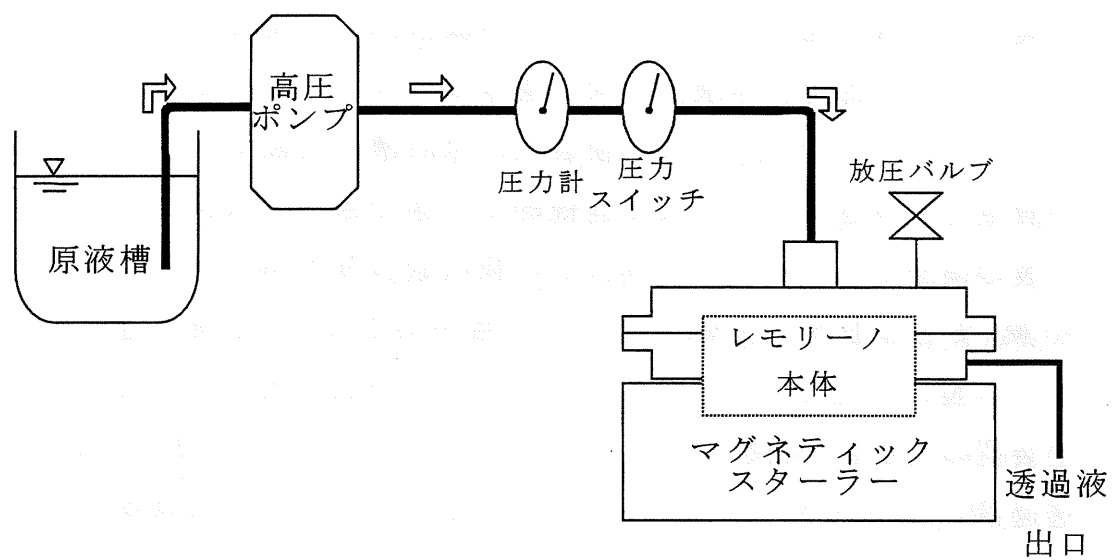 高圧
ポンプ
圧力計
圧力
スイッチ
放圧バルブ
原液槽
レモリーノ
本体
マグネティック
スターラー
透過液
出口